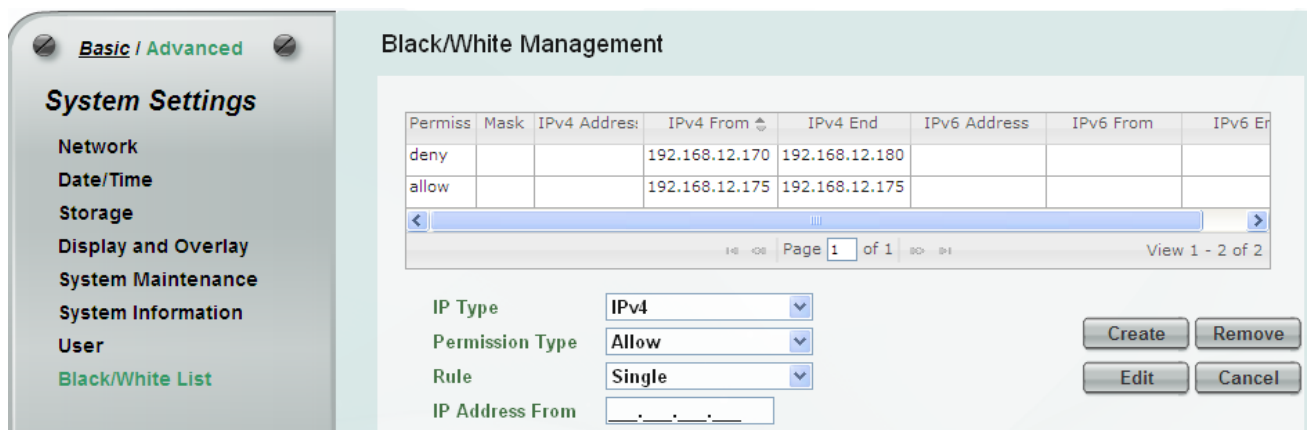 Basic / Advanced
System Settings
Network
Date/Time
Storage
Display and Overlay
System Maintenance
System Information
User
Black/White List
Black/White Management
Permiss Mask IPv4 Addres: IPv4 From IPv4 End IPv6 Address IPv6 From IPv6 Er
deny 192.168.12.170 192.168.12.180
allow 192.168.12.175 192.168.12.175
Page 1 of 1 View 1 - 2 of 2
IP Type IPv4
Permission Type Allow
Rule Single
IP Address From ___.___.___.___
Create Remove
Edit Cancel